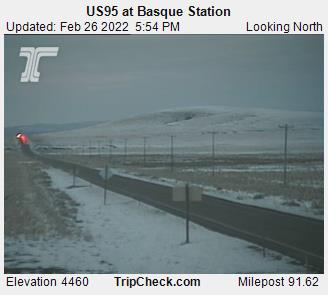 US95 at Basque Station
Updated: Feb 26 2022 5:54 PM Looking North
Elevation 4460 TripCheck.com Milepost 91.62